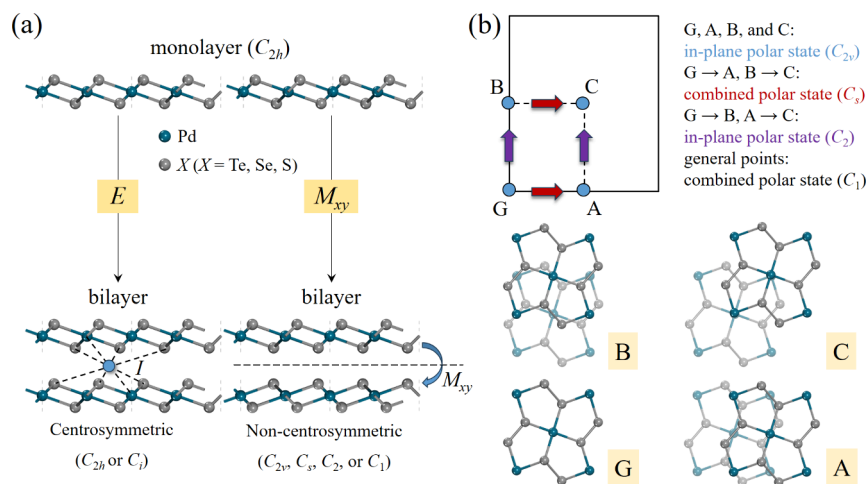 (a)
monolayer (C2h)
Pd
X (X = Te, Se, S)
E
Mxy
bilayer
bilayer
I
Mxy
Centrosymmetric
(C2h or Ci)
Non-centrosymmetric
(C2v, Cs, C2, or C1)
(b)
B
C
G
A
G, A, B, and C:
in-plane polar state (C2v)
G → A, B → C:
combined polar state (Cs)
G → B, A → C:
in-plane polar state (C2)
general points:
combined polar state (C1)
B
C
G
A